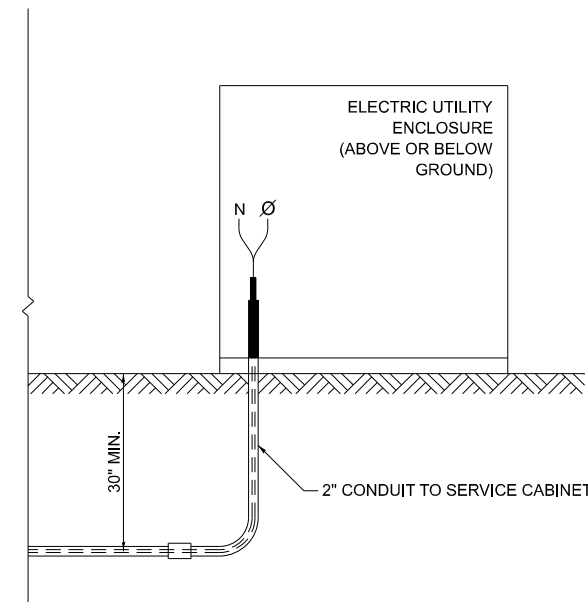 ELECTRIC UTILITY
ENCLOSURE
(ABOVE OR BELOW
GROUND)
N Ø
30" MIN.
2" CONDUIT TO SERVICE CABINET